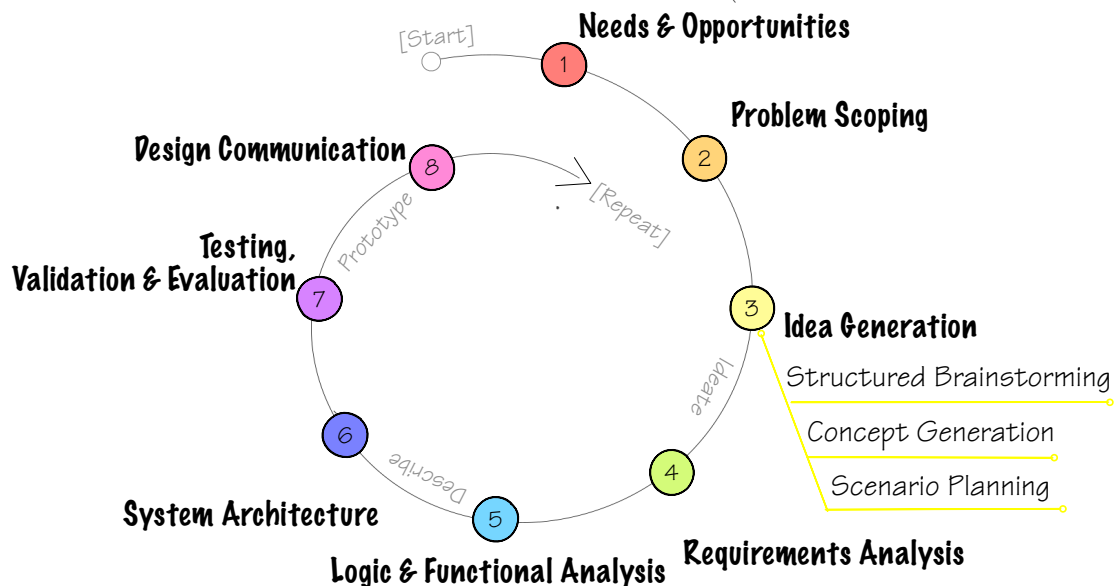 [Start]
1
Needs & Opportunities
2
Problem Scoping
3
Idea Generation
Structured Brainstorming
Concept Generation
Scenario Planning
Ideate
4
Requirements Analysis
5
Logic & Functional Analysis
Describe
6
System Architecture
7
Testing,
Validation & Evaluation
Prototype
8
Design Communication
[Repeat]